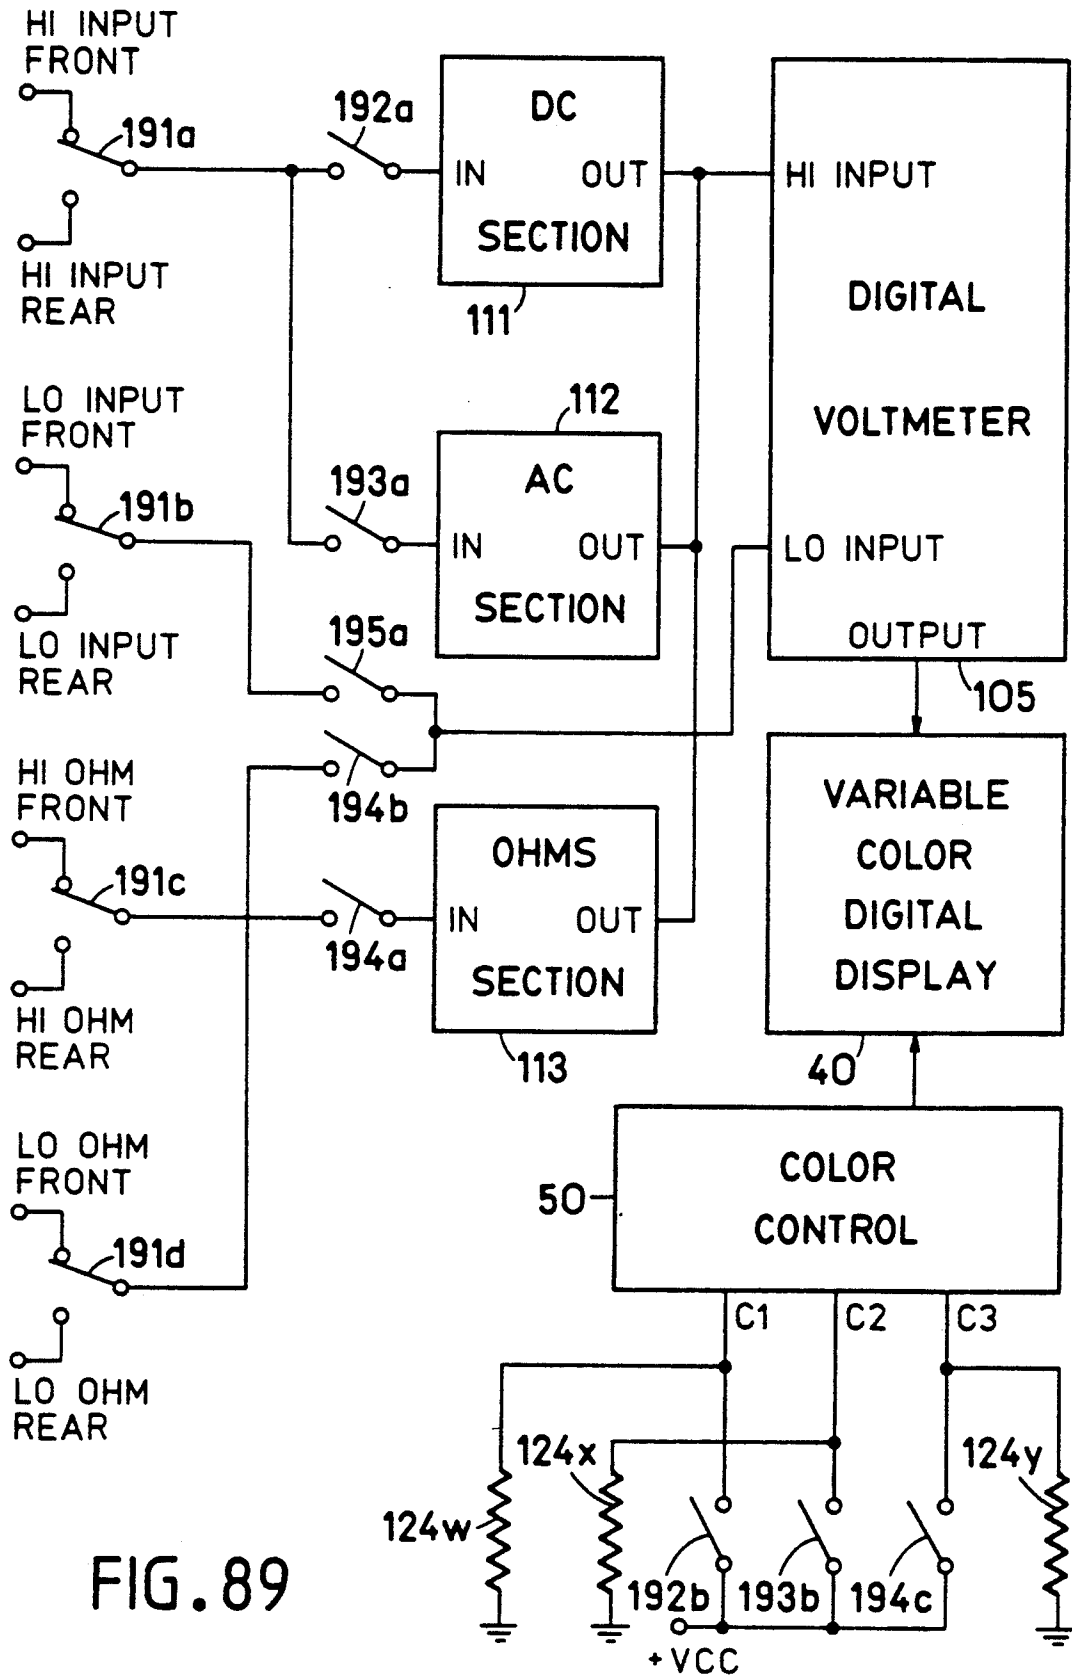 HI INPUT
FRONT
191a
HI INPUT
REAR
192a
DC
IN OUT
SECTION
111
HI INPUT
DIGITAL
VOLTMETER
LO INPUT
OUTPUT
105
LO INPUT
FRONT
191b
LO INPUT
REAR
193a
112
AC
IN OUT
SECTION
195a
194b
HI OHM
FRONT
191c
HI OHM
REAR
194a
OHMS
IN OUT
SECTION
113
VARIABLE
COLOR
DIGITAL
DISPLAY
40
LO OHM
FRONT
191d
LO OHM
REAR
50
COLOR
CONTROL
C1 C2 C3
124w
124x
124y
192b
193b
194c
+VCC
FIG. 89